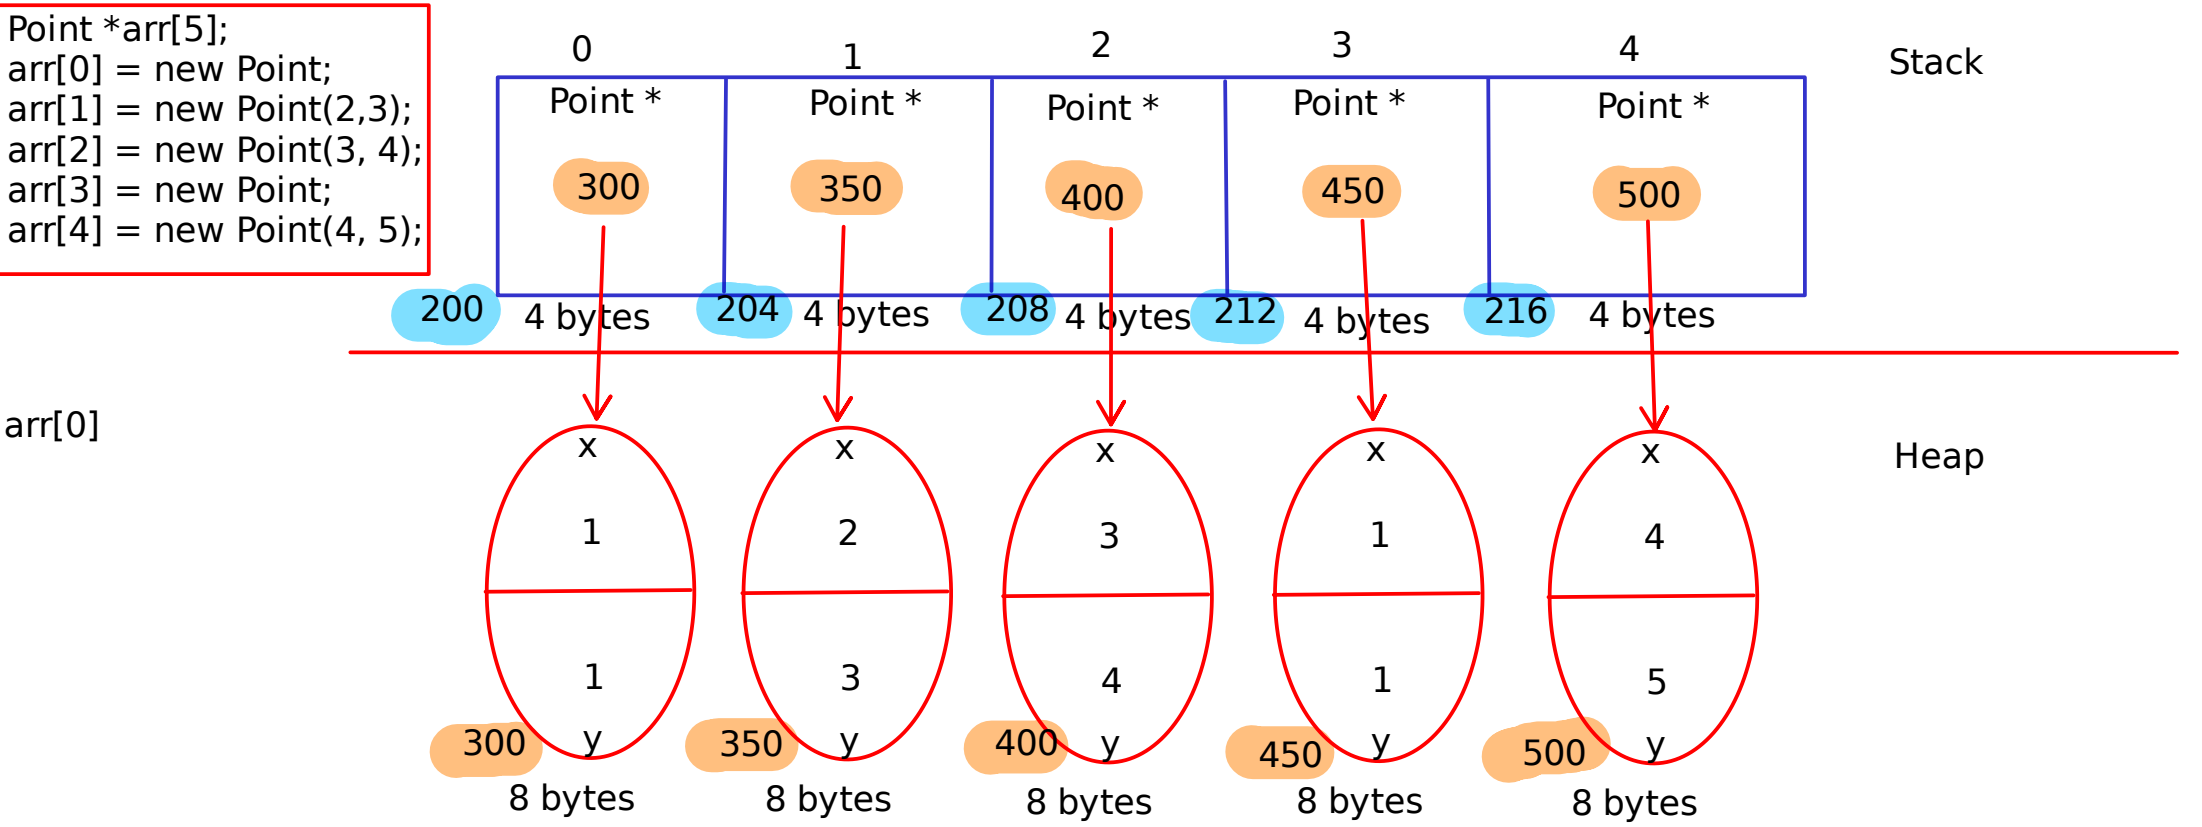 Point *arr[5];
arr[0] = new Point;
arr[1] = new Point(2,3);
arr[2] = new Point(3, 4);
arr[3] = new Point;
arr[4] = new Point(4, 5);
0 1 2 3 4
Stack
Point * Point * Point * Point * Point *
300 350 400 450 500
200 4 bytes 204 4 bytes 208 4 bytes 212 4 bytes 216 4 bytes
arr[0]
Heap
x x x x x
1 2 3 1 4
1 3 4 1 5
300 y 350 y 400 y 450 y 500 y
8 bytes 8 bytes 8 bytes 8 bytes 8 bytes